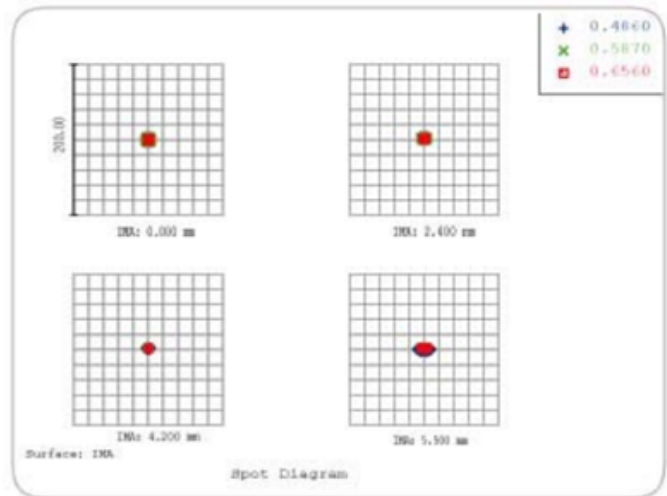 0.4860
0.5870
0.6560
200.00
IMA: 0.000 mm
IMA: 2.400 mm
IMA: 4.200 mm
IMA: 5.500 mm
Surface: IMA
Spot Diagram